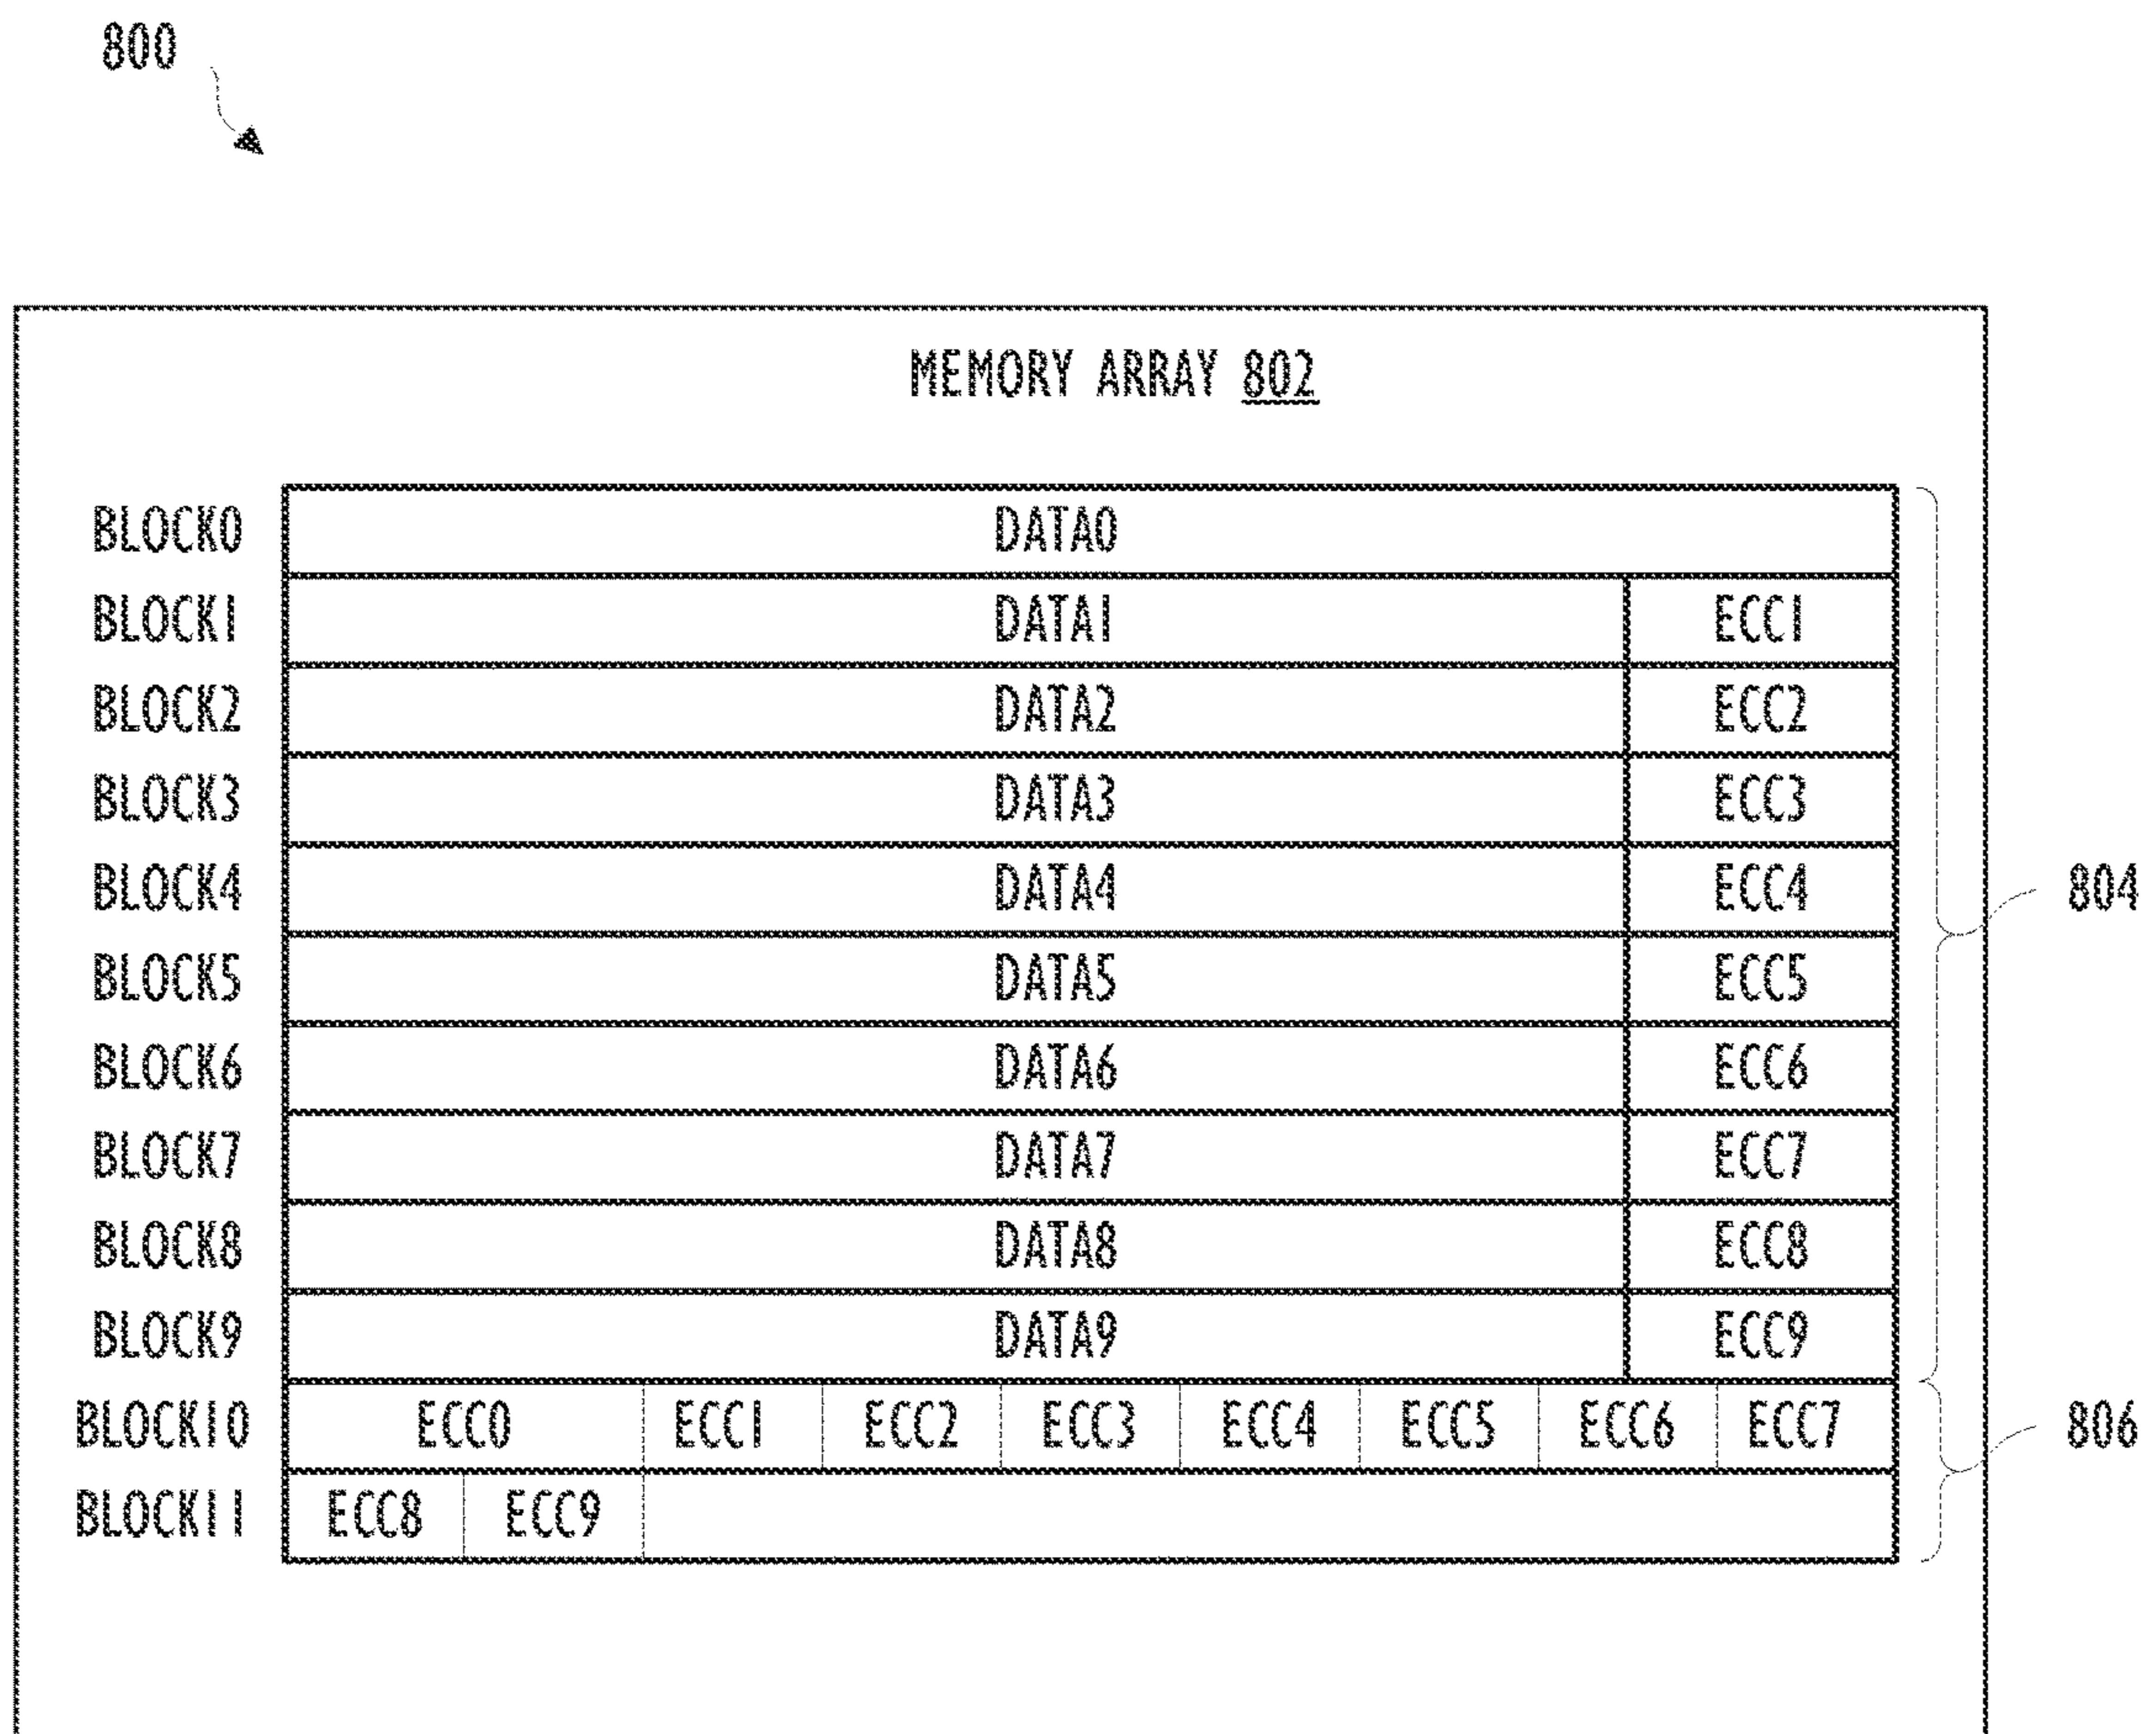 800
MEMORY ARRAY 802
BLOCK0 DATA0
BLOCK1 DATA1 ECC1
BLOCK2 DATA2 ECC2
BLOCK3 DATA3 ECC3
BLOCK4 DATA4 ECC4
804
BLOCK5 DATA5 ECC5
BLOCK6 DATA6 ECC6
BLOCK7 DATA7 ECC7
BLOCK8 DATA8 ECC8
BLOCK9 DATA9 ECC9
BLOCK10 ECC0 ECC1 ECC2 ECC3 ECC4 ECC5 ECC6 ECC7
806
BLOCK11 ECC8 ECC9